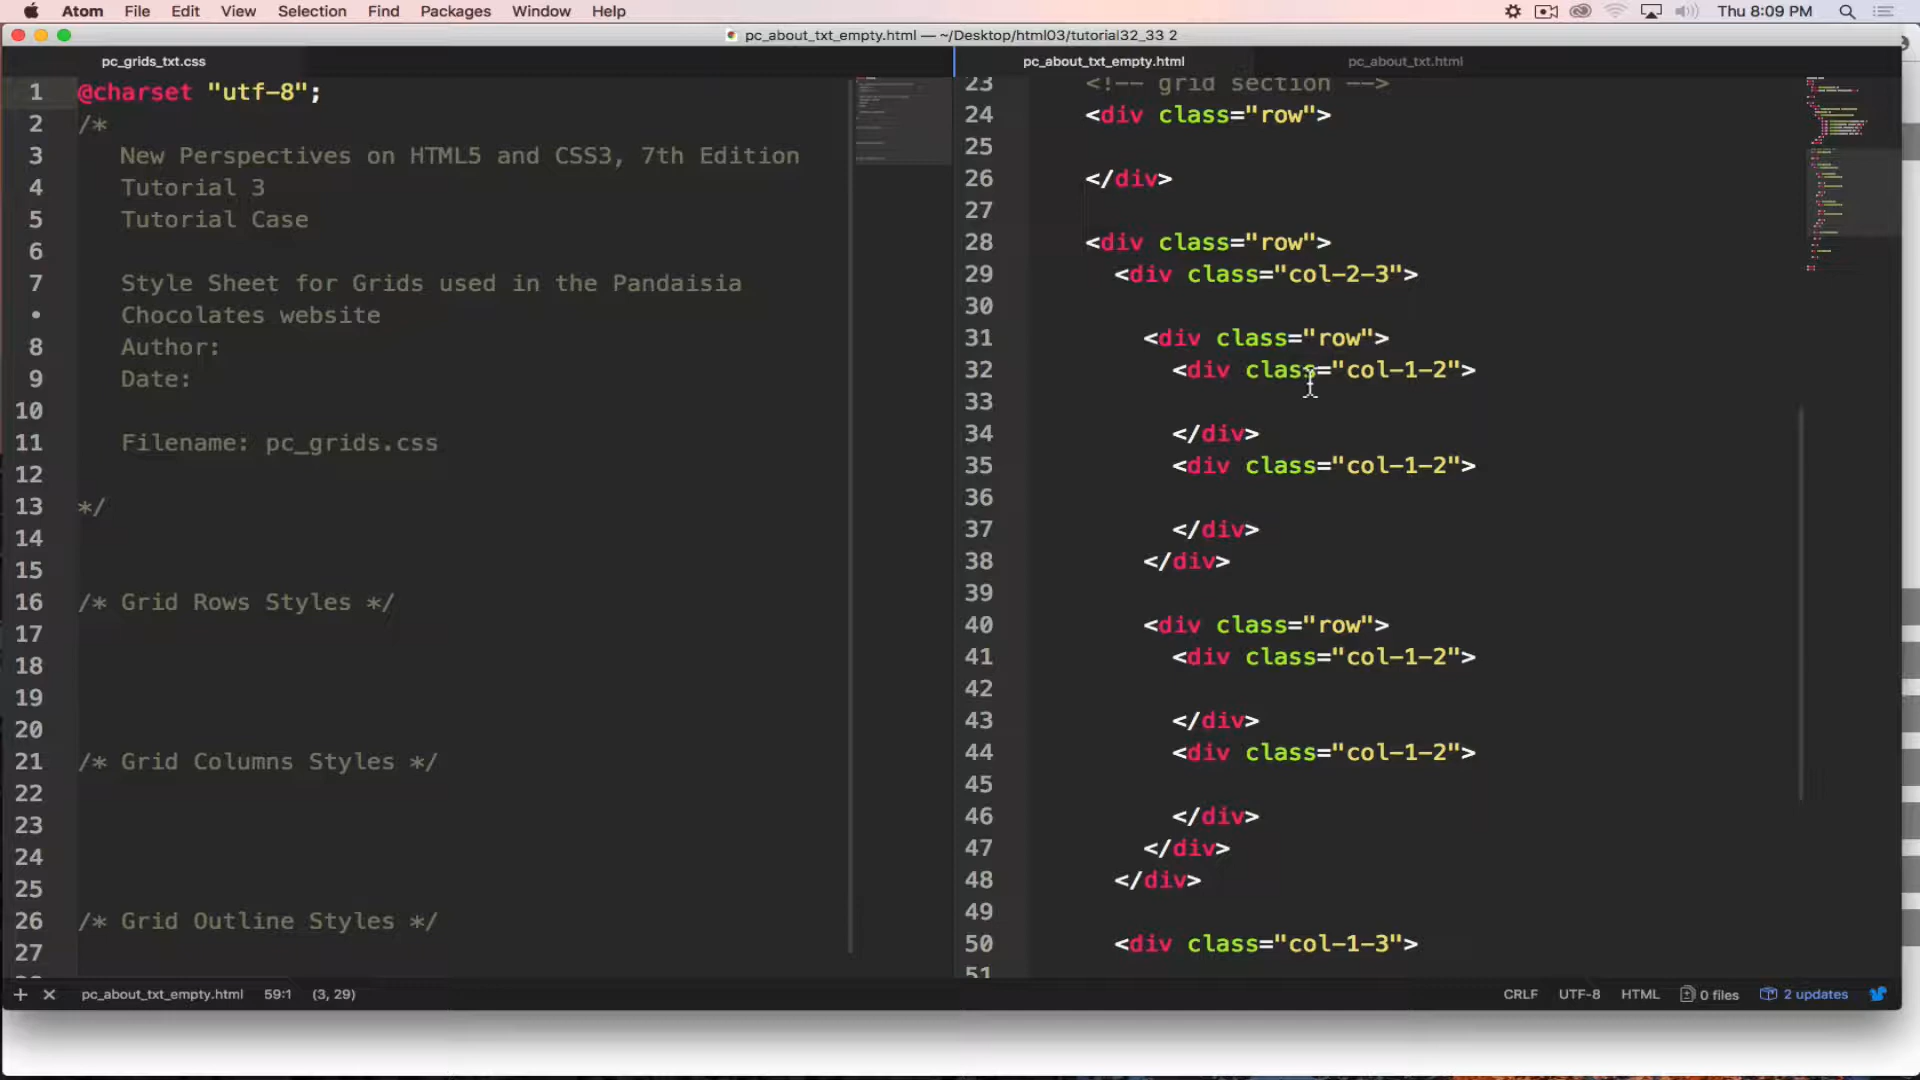 Atom File Edit View Selection Find Packages Window Help Thu 8:09 PM
pc_about_txt_empty.html — ~/Desktop/html03/tutorial32_33 2
pc_grids_txt.css
1 @charset "utf-8";
2 /*
3 New Perspectives on HTML5 and CSS3, 7th Edition
4 Tutorial 3
5 Tutorial Case
6
7 Style Sheet for Grids used in the Pandaisia
• Chocolates website
8 Author:
9 Date:
10
11 Filename: pc_grids.css
12
13 */
14
15
16 /* Grid Rows Styles */
17
18
19
20
21 /* Grid Columns Styles */
22
23
24
25
26 /* Grid Outline Styles */
27
pc_about_txt_empty.html pc_about_txt.html
23 <!-- grid section -->
24 <div class="row">
25
26 </div>
27
28 <div class="row">
29 <div class="col-2-3">
30
31 <div class="row">
32 <div class="col-1-2">
33
34 </div>
35 <div class="col-1-2">
36
37 </div>
38 </div>
39
40 <div class="row">
41 <div class="col-1-2">
42
43 </div>
44 <div class="col-1-2">
45
46 </div>
47 </div>
48 </div>
49
50 <div class="col-1-3">
51
pc_about_txt_empty.html 59:1 (3, 29) CRLF UTF-8 HTML 0 files 2 updates